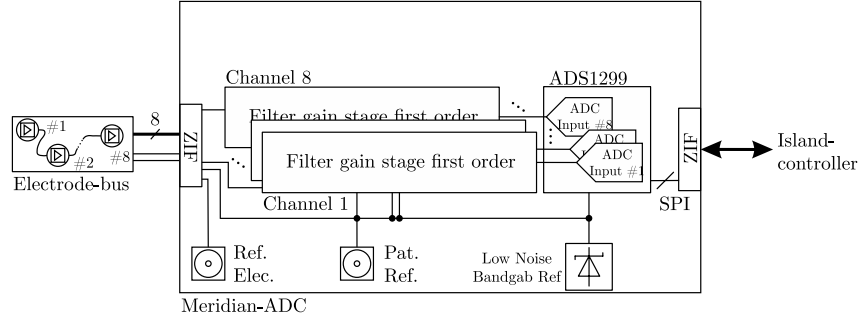 Channel 8
ADS1299
Filter gain stage first order
ADC
Input #8
ADC
Filter gain stage first order
ADC
Input #1
8
#1
#2
#8
ZIF
ZIF
Island-
controller
Electrode-bus
SPI
Channel 1
Ref.
Elec.
Pat.
Ref.
Low Noise
Bandgab Ref
Meridian-ADC